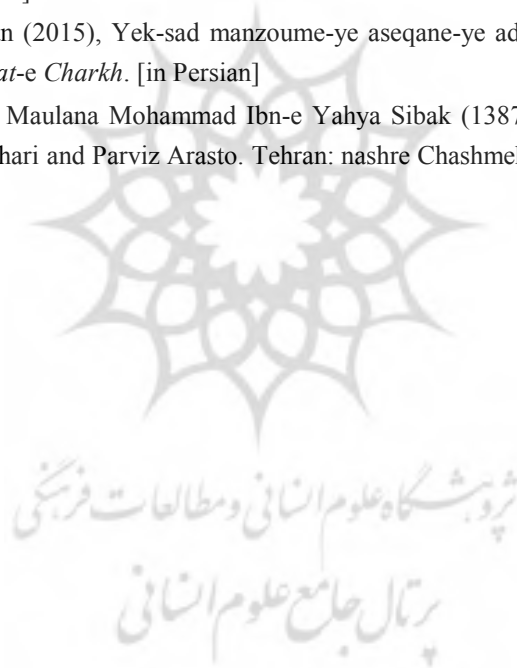 ]
n (2015), Yek-sad manzoume-ye aseqane-ye ad
at-e Charkh. [in Persian]
Maulana Mohammad Ibn-e Yahya Sibak (1387
hari and Parviz Arasto. Tehran: nashre Chashmel
پژوهشگاه علوم انسانی و مطالعات فرهنگی
پرتال جامع علوم انسانی